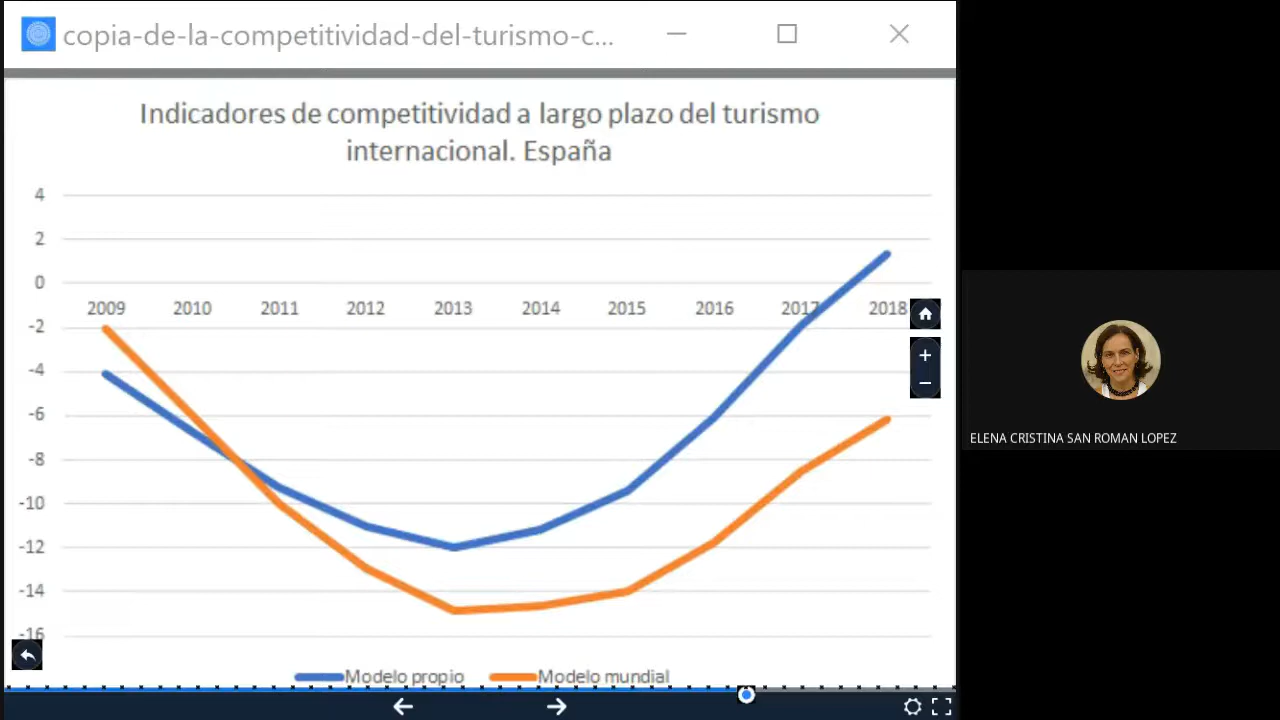 copia-de-la-competitividad-del-turismo-c...
Indicadores de competitividad a largo plazo del turismo
internacional. España
4
2
0
2009 2010 2011 2012 2013 2014 2015 2016 2017 2018
-2
-4
-6
-8
-10
-12
-14
-16
Modelo propio Modelo mundial
ELENA CRISTINA SAN ROMAN LOPEZ